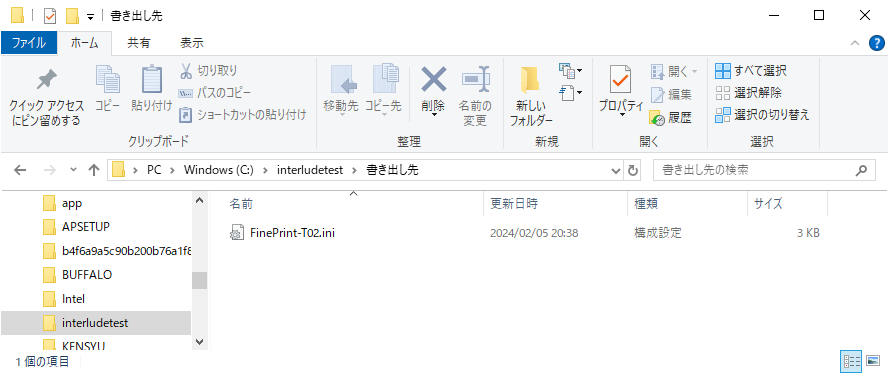 書き出し先
ファイル ホーム 共有 表示
クイック アクセスにピン留めする
コピー
貼り付け
切り取り
パスのコピー
ショートカットの貼り付け
クリップボード
移動先
コピー先
削除
名前の変更
整理
新しいフォルダー
新規
プロパティ
開く
編集
履歴
開く
すべて選択
選択解除
選択の切り替え
選択
PC > Windows (C:) > interludetest > 書き出し先
書き出し先の検索
app
APSETUP
b4f6a9a5c90b200b76a1f8
BUFFALO
Intel
interludetest
KENSYU
名前 更新日時 種類 サイズ
FinePrint-T02.ini 2024/02/05 20:38 構成設定 3 KB
1 個の項目